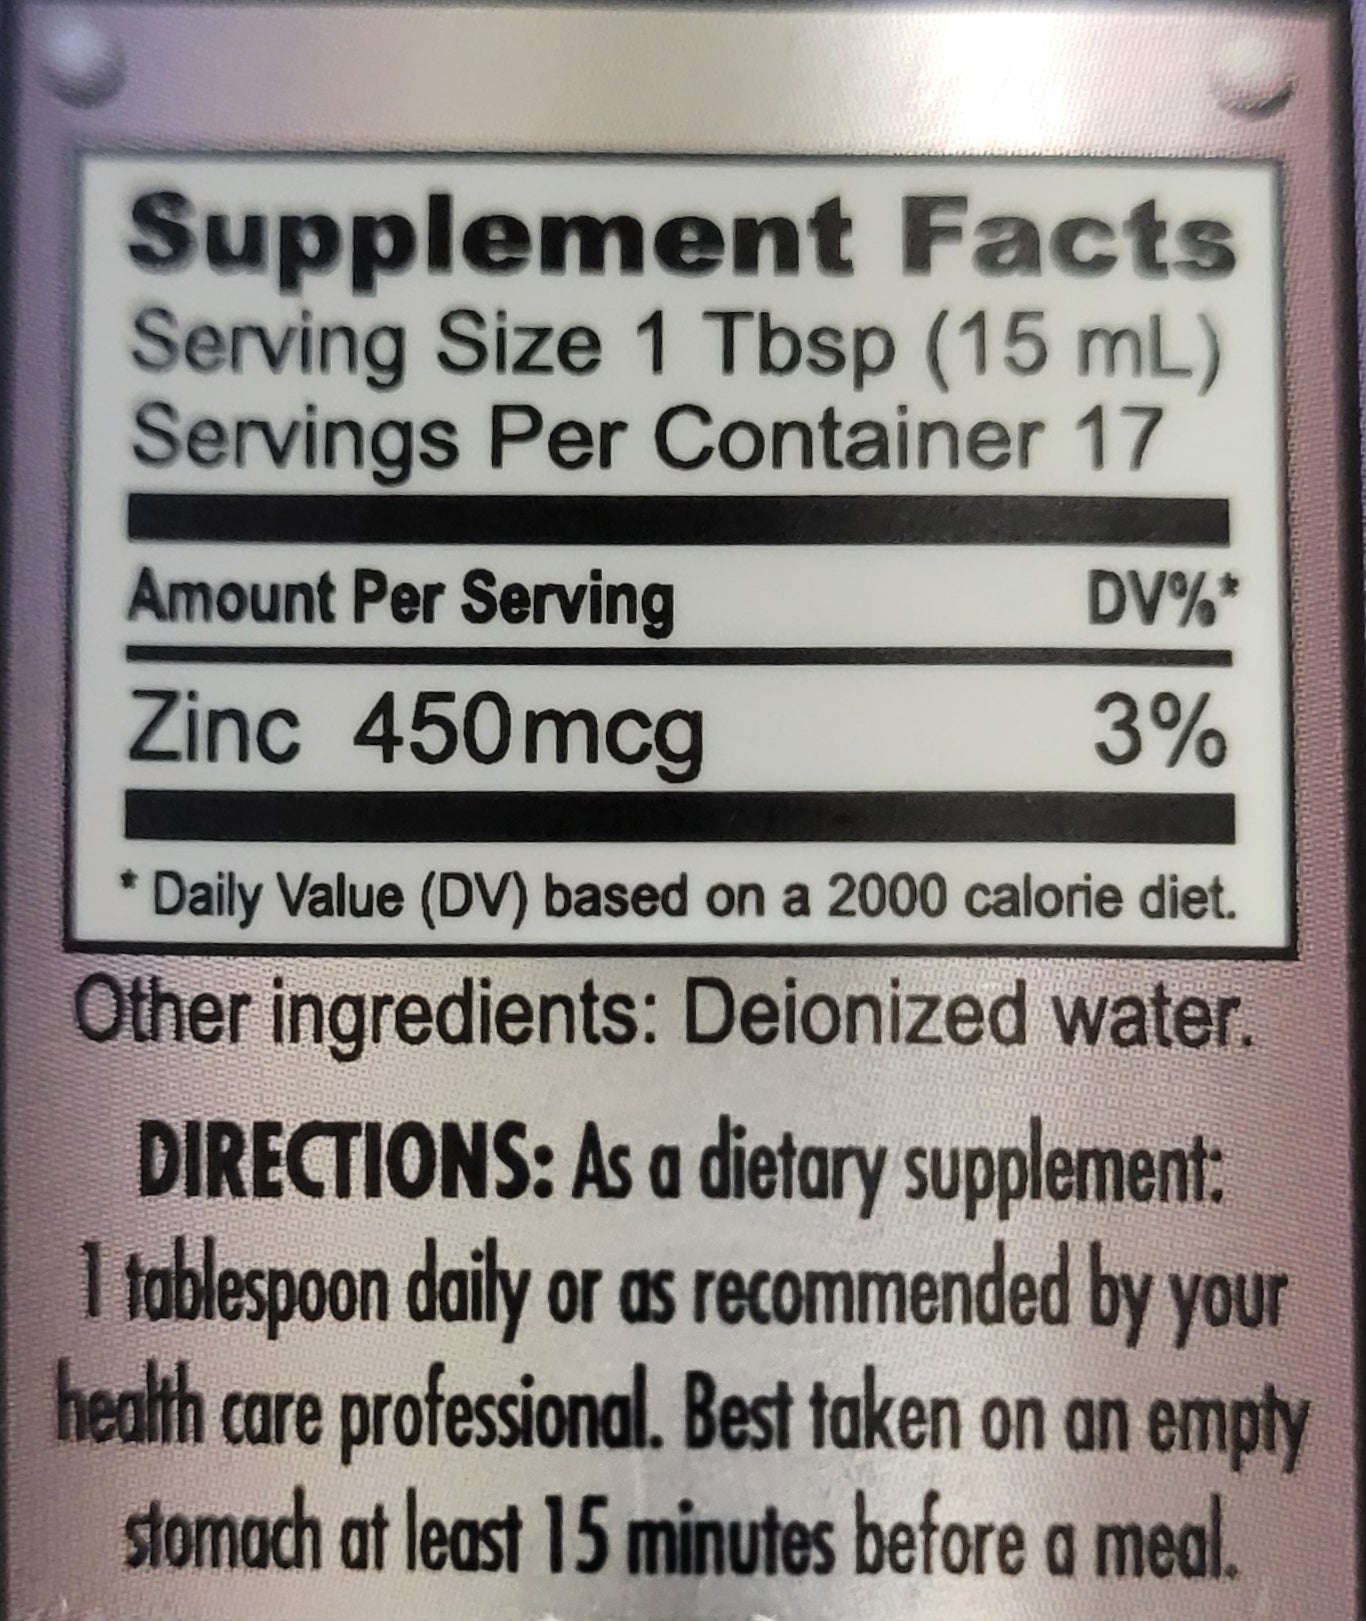 Supplement Facts
Serving Size 1 Tbsp (15 mL)
Servings Per Container 17
Amount Per Serving DV%*
Zinc 450mcg 3%
* Daily Value (DV) based on a 2000 calorie diet.
Other ingredients: Deionized water.
DIRECTIONS: As a dietary supplement:
1 tablespoon daily or as recommended by your
health care professional. Best taken on an empty
stomach at least 15 minutes before a meal.